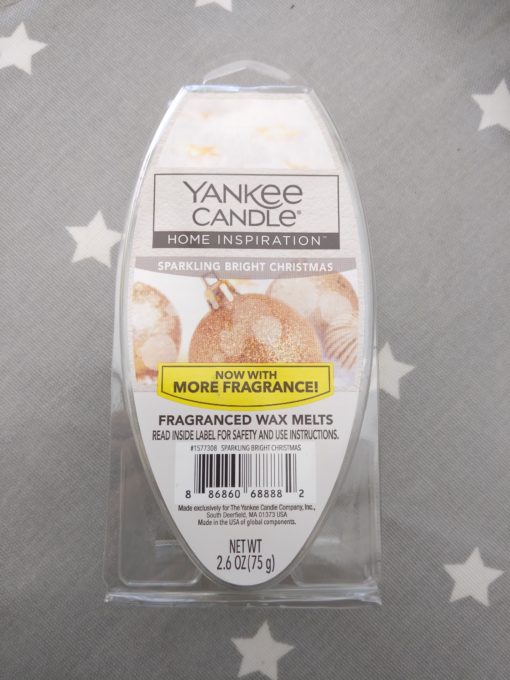 YANKEE
CANDLE®
HOME INSPIRATION™
SPARKLING BRIGHT CHRISTMAS
NOW WITH
MORE FRAGRANCE!
FRAGRANCED WAX MELTS
READ INSIDE LABEL FOR SAFETY AND USE INSTRUCTIONS.
#1577308 SPARKLING BRIGHT CHRISTMAS
8 86860 68888 2
Made exclusively for The Yankee Candle Company, Inc.,
South Deerfield, MA 01373 USA
Made in the USA of global components.
NET WT
2.6 OZ (75 g)